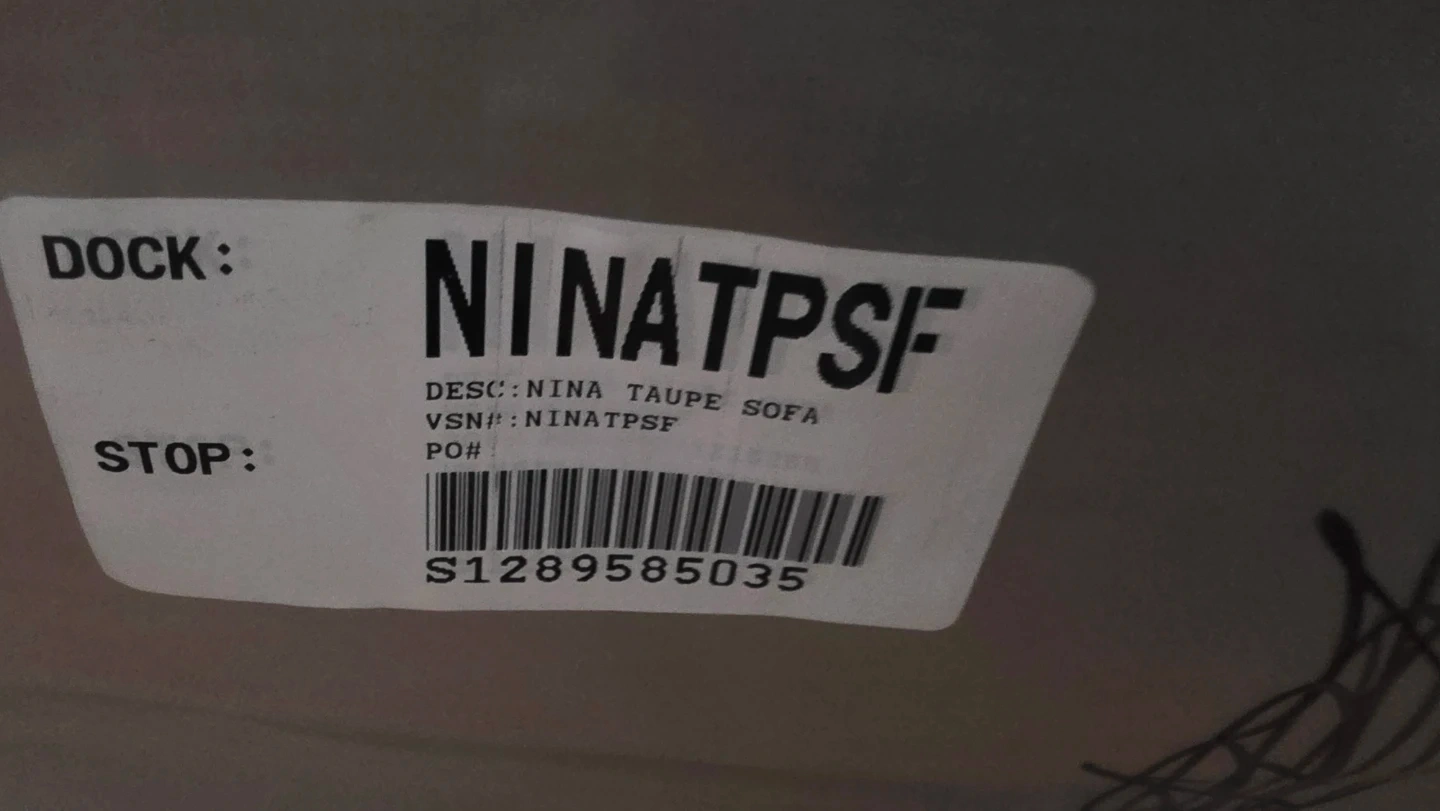 DOCK:
NINATPSF
DESC:NINA TAUPE SOFA
VSN#:NINATPSF
STOP:
PO#:
S1289585035